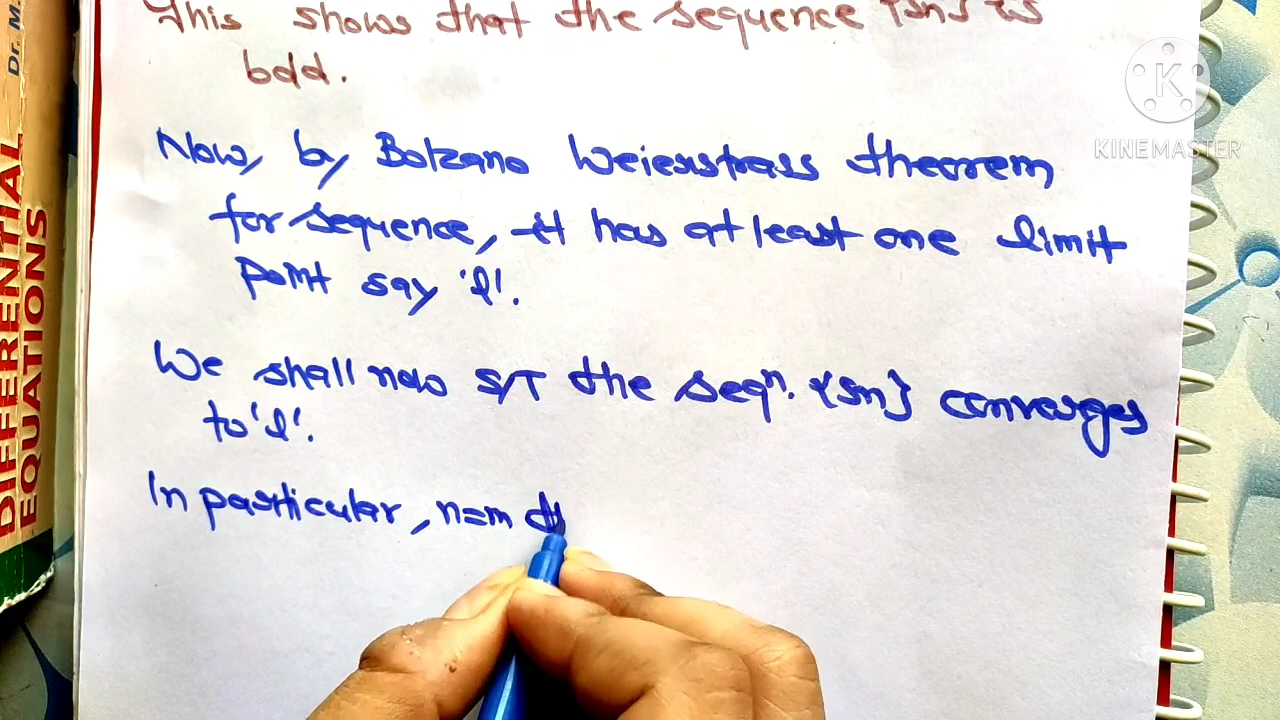 This shows that the sequence {Sn} is
bdd.
Now, by Bolzano Weierstrass theorem
for sequence, it has at least one limit
point say 'l'.
We shall now S/T the seqⁿ. {Sn} converges
to 'l'.
In particular, n=m
DIFFERENTIAL
EQUATIONS
Dr. M.
K
KINEMASTER